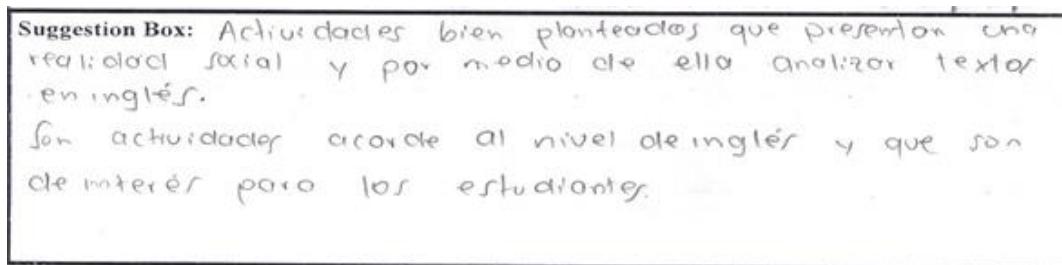 Suggestion Box: Actividades bien planteadas que presentan una
realidad social y por medio de ella analizar textos
en inglés.
Son actividades acorde al nivel de inglés y que son
de interés para los estudiantes.